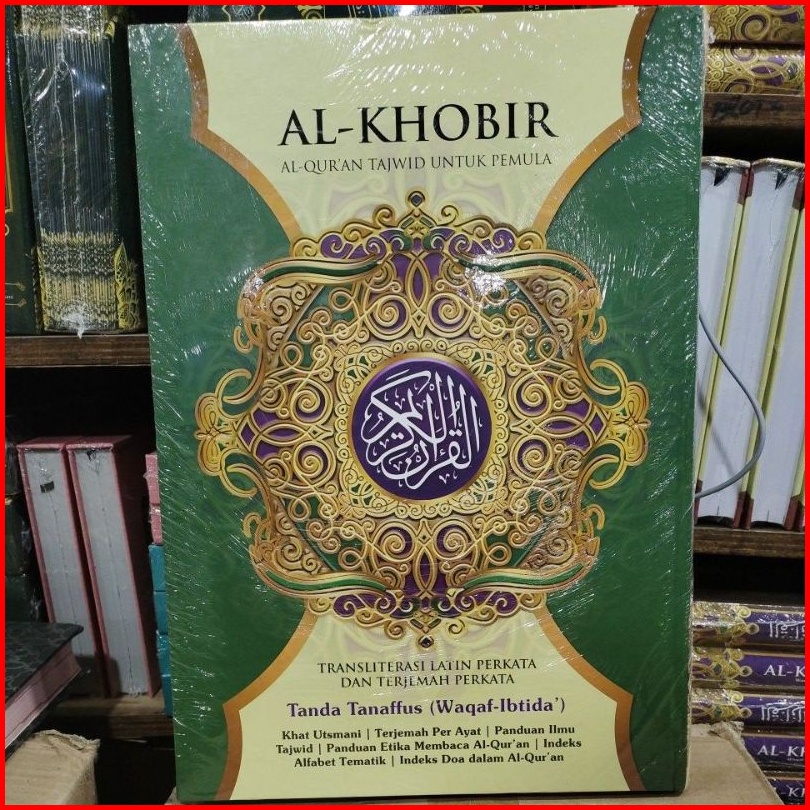 AL-KHOBIR
AL-QUR'AN TAJWID UNTUK PEMULA
القرآن الكريم
TRANSLITERASI LATIN PERKATA
DAN TERJEMAH PERKATA
Tanda Tanaffus (Waqaf-Ibtida')
Khat Utsmani | Terjemah Per Ayat | Panduan Ilmu
Tajwid | Panduan Etika Membaca Al-Qur'an | Indeks
Alfabet Tematik | Indeks Doa dalam Al-Qur'an